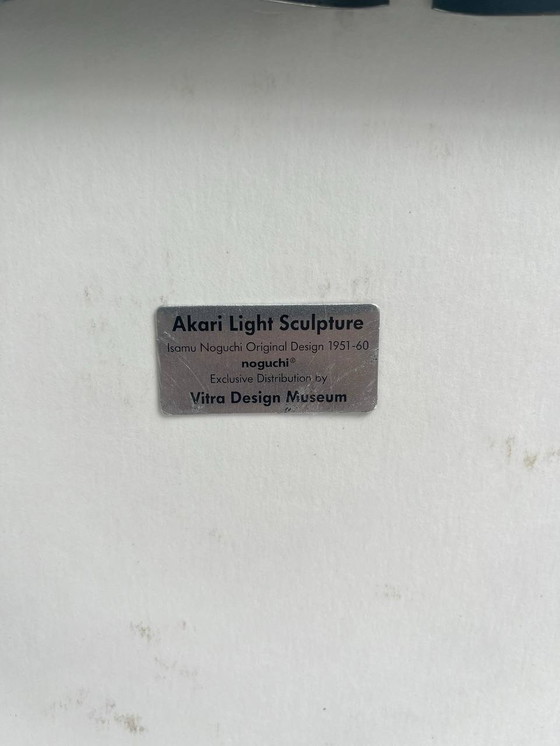 Akari Light Sculpture
Isamu Noguchi Original Design 1951-60
noguchi®
Exclusive Distribution by
Vitra Design Museum